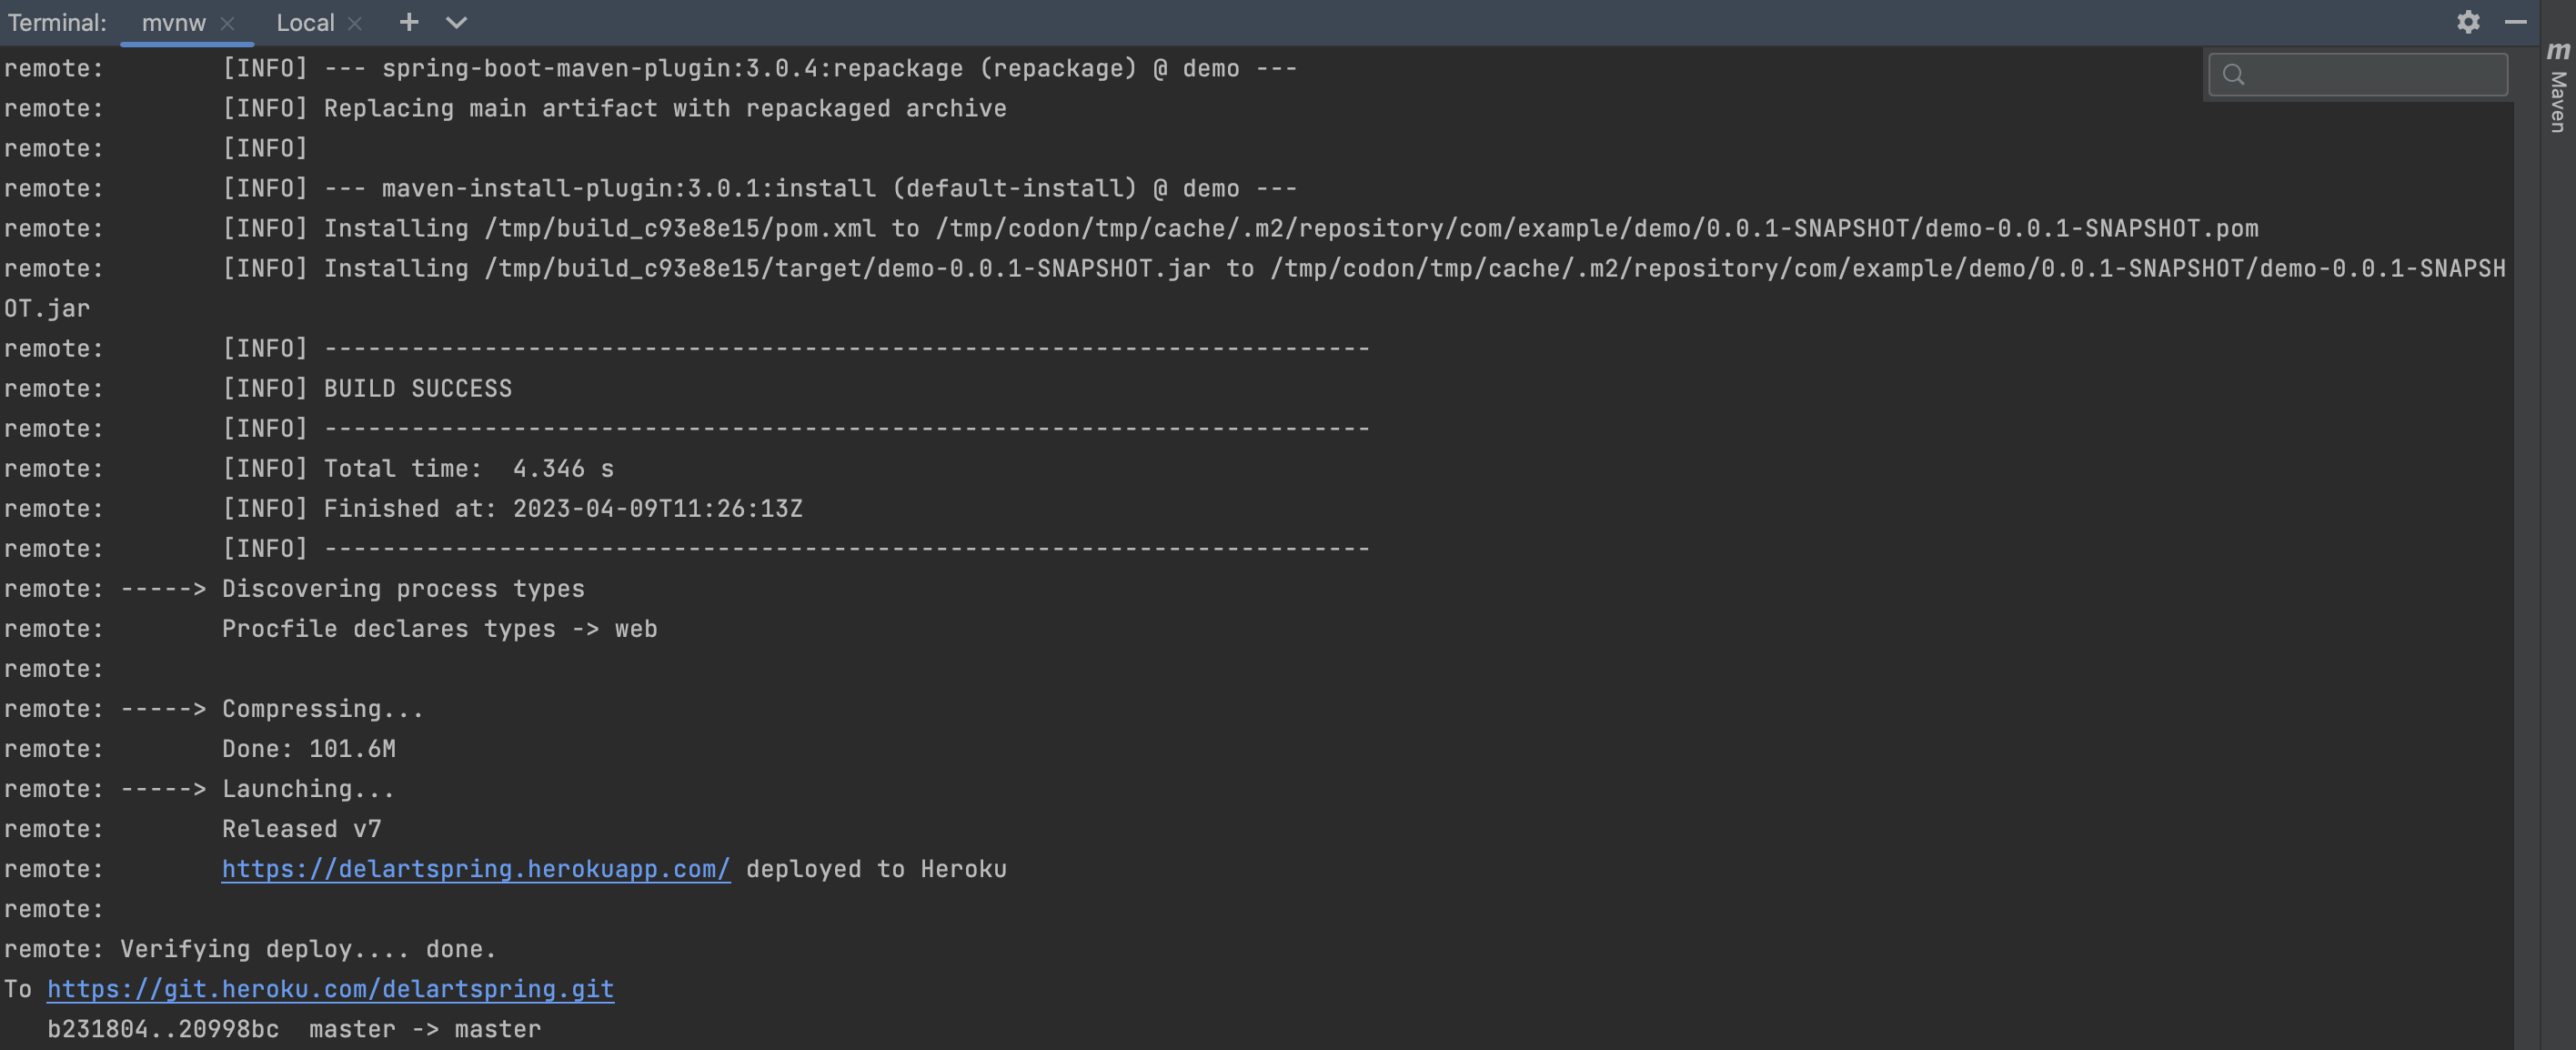 Terminal: mvnw × Local × + 
remote:        [INFO] --- spring-boot-maven-plugin:3.0.4:repackage (repackage) @ demo ---
remote:        [INFO] Replacing main artifact with repackaged archive
remote:        [INFO]
remote:        [INFO] --- maven-install-plugin:3.0.1:install (default-install) @ demo ---
remote:        [INFO] Installing /tmp/build_c93e8e15/pom.xml to /tmp/codon/tmp/cache/.m2/repository/com/example/demo/0.0.1-SNAPSHOT/demo-0.0.1-SNAPSHOT.pom
remote:        [INFO] Installing /tmp/build_c93e8e15/target/demo-0.0.1-SNAPSHOT.jar to /tmp/codon/tmp/cache/.m2/repository/com/example/demo/0.0.1-SNAPSHOT/demo-0.0.1-SNAPSH
OT.jar
remote:        [INFO] ------------------------------------------------------------------------
remote:        [INFO] BUILD SUCCESS
remote:        [INFO] ------------------------------------------------------------------------
remote:        [INFO] Total time:  4.346 s
remote:        [INFO] Finished at: 2023-04-09T11:26:13Z
remote:        [INFO] ------------------------------------------------------------------------
remote: -----> Discovering process types
remote:        Procfile declares types -> web
remote:
remote: -----> Compressing...
remote:        Done: 101.6M
remote: -----> Launching...
remote:        Released v7
remote:        https://delartspring.herokuapp.com/ deployed to Heroku
remote:
remote: Verifying deploy.... done.
To https://git.heroku.com/delartspring.git
   b231804..20998bc  master -> master
m Maven